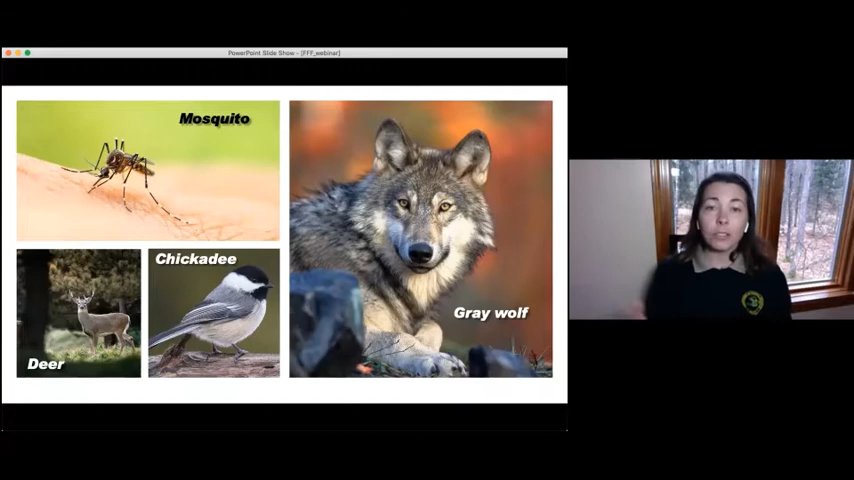 PowerPoint Slide Show - [FFF_webinar]
Mosquito
Chickadee
Gray wolf
Deer